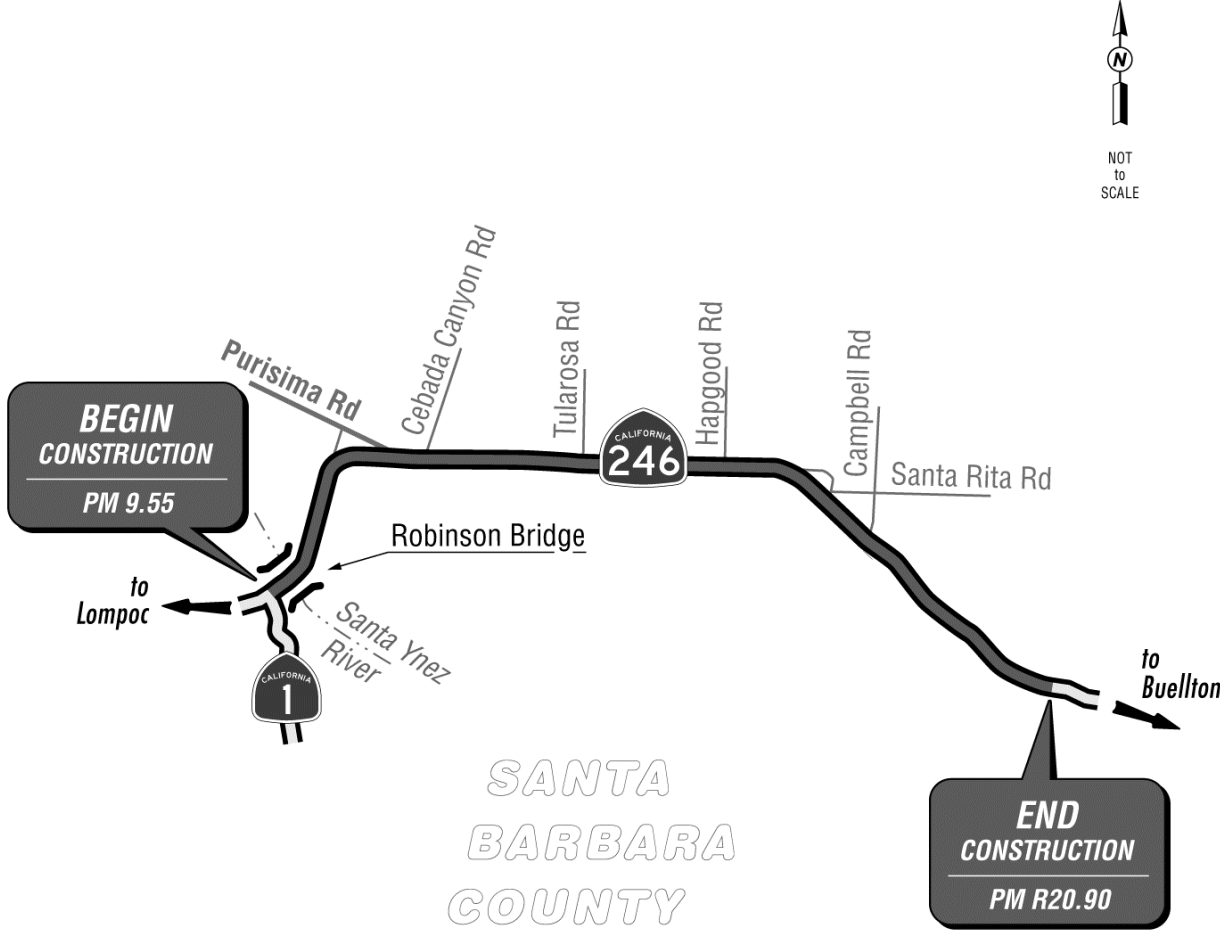 N
NOT
to
SCALE
Purisima Rd
Cebada Canyon Rd
Tularosa Rd
Hapgood Rd
Campbell Rd
Santa Rita Rd
CALIFORNIA
246
BEGIN
CONSTRUCTION
PM 9.55
Robinson Bridge
to
Lompoc
Santa Ynez
River
CALIFORNIA
1
to
Buellton
SANTA
BARBARA
COUNTY
END
CONSTRUCTION
PM R20.90